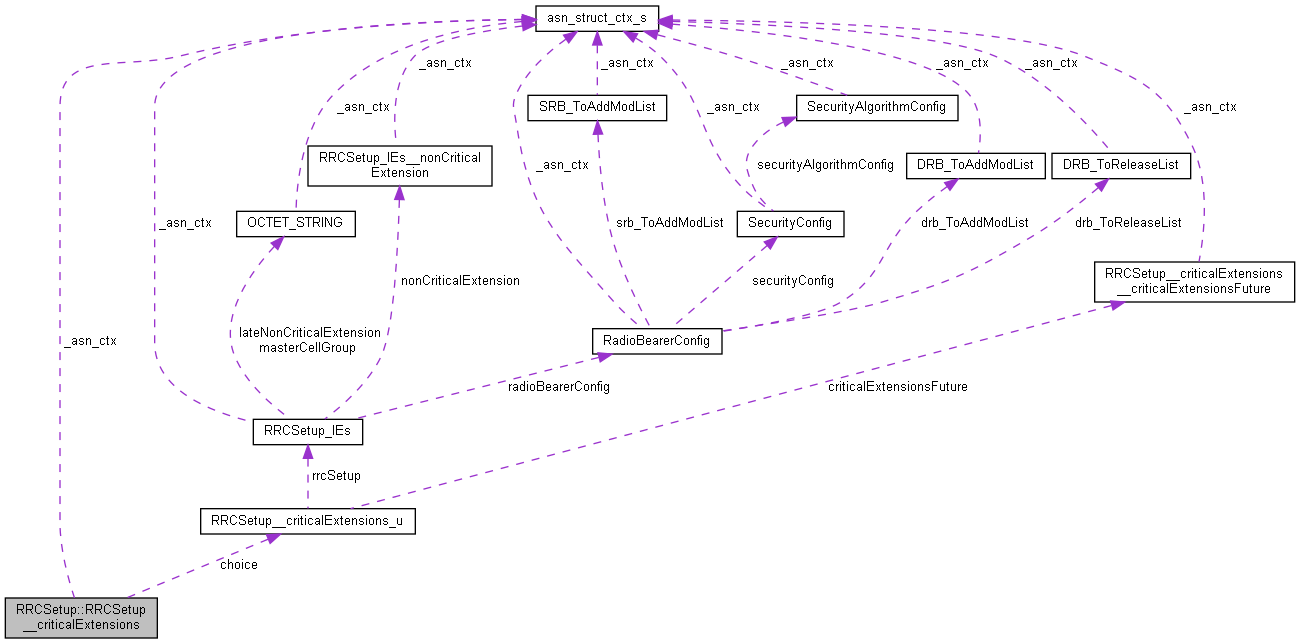 asn_struct_ctx_s
_asn_ctx
_asn_ctx
_asn_ctx
_asn_ctx
_asn_ctx
SRB_ToAddModList
SecurityAlgorithmConfig
_asn_ctx
_asn_ctx
_asn_ctx
RRCSetup_IEs__nonCritical
Extension
_asn_ctx
securityAlgorithmConfig
DRB_ToAddModList
DRB_ToReleaseList
OCTET_STRING
_asn_ctx
srb_ToAddModList
SecurityConfig
drb_ToAddModList
drb_ToReleaseList
nonCriticalExtension
securityConfig
RRCSetup__criticalExtensions
__criticalExtensionsFuture
_asn_ctx
lateNonCriticalExtension
masterCellGroup
RadioBearerConfig
radioBearerConfig
criticalExtensionsFuture
RRCSetup_IEs
rrcSetup
RRCSetup__criticalExtensions_u
choice
RRCSetup::RRCSetup
__criticalExtensions